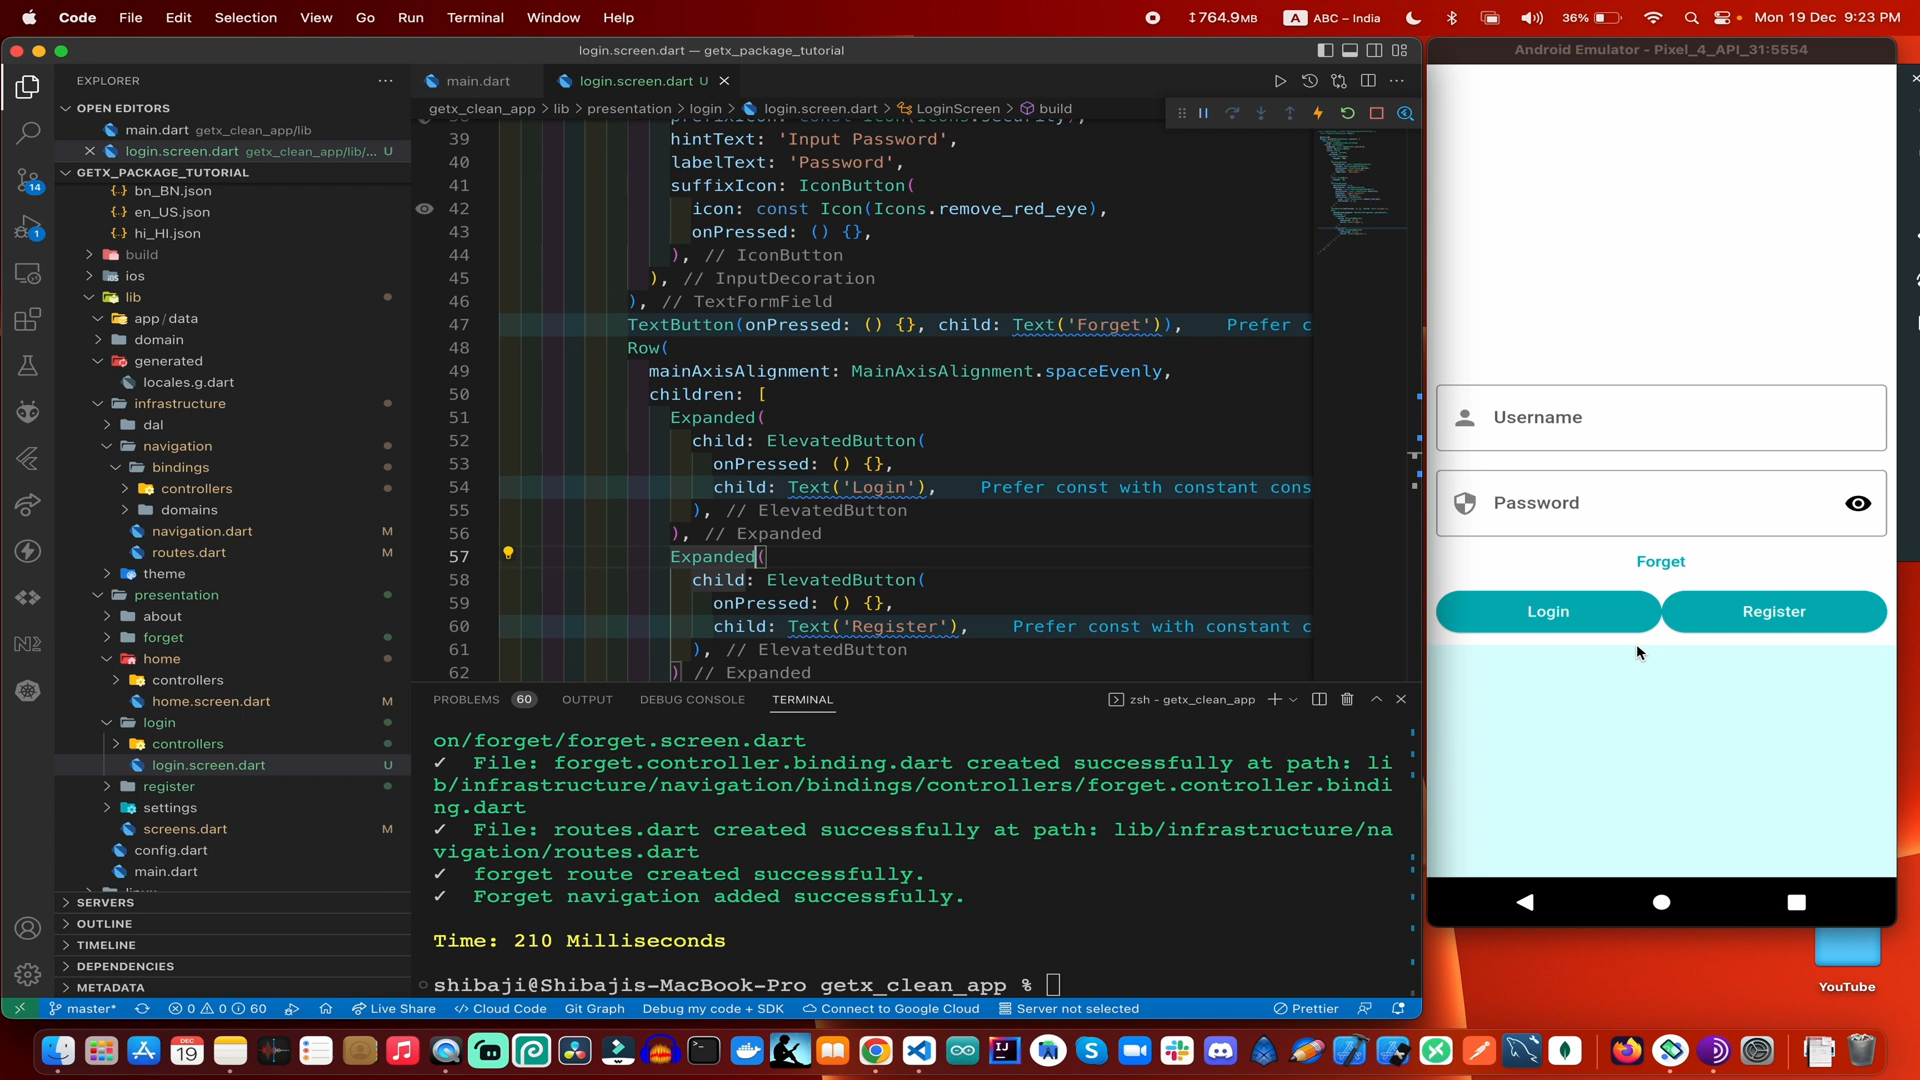 Code File Edit Selection View Go Run Terminal Window Help
764.9MB A ABC – India 36% Mon 19 Dec 9:23 PM
login.screen.dart — getx_package_tutorial
Android Emulator - Pixel_4_API_31:5554
EXPLORER
main.dart login.screen.dart U
OPEN EDITORS
getx_clean_app > lib > presentation > login > login.screen.dart > LoginScreen > build
main.dart getx_clean_app/lib
login.screen.dart getx_clean_app/lib/... U
GETX_PACKAGE_TUTORIAL
bn_BN.json
en_US.json
hi_HI.json
build
ios
lib
app / data
domain
generated
locales.g.dart
infrastructure
dal
navigation
bindings
controllers
domains
navigation.dart M
routes.dart M
theme
presentation
about
forget
home
controllers
home.screen.dart M
login
controllers
login.screen.dart U
register
settings
screens.dart M
config.dart
main.dart
SERVERS
OUTLINE
TIMELINE
DEPENDENCIES
METADATA
14
1
39 hintText: 'Input Password',
40 labelText: 'Password',
41 suffixIcon: IconButton(
42 icon: const Icon(Icons.remove_red_eye),
43 onPressed: () {},
44 ), // IconButton
45 ), // InputDecoration
46 ), // TextFormField
47 TextButton(onPressed: () {}, child: Text('Forget')), Prefer c
48 Row(
49 mainAxisAlignment: MainAxisAlignment.spaceEvenly,
50 children: [
51 Expanded(
52 child: ElevatedButton(
53 onPressed: () {},
54 child: Text('Login'), Prefer const with constant cons
55 ), // ElevatedButton
56 ), // Expanded
57 Expanded(
58 child: ElevatedButton(
59 onPressed: () {},
60 child: Text('Register'), Prefer const with constant c
61 ), // ElevatedButton
62 ) // Expanded
PROBLEMS 60 OUTPUT DEBUG CONSOLE TERMINAL zsh - getx_clean_app
on/forget/forget.screen.dart
✓ File: forget.controller.binding.dart created successfully at path: li
b/infrastructure/navigation/bindings/controllers/forget.controller.bindi
ng.dart
✓ File: routes.dart created successfully at path: lib/infrastructure/na
vigation/routes.dart
✓ forget route created successfully.
✓ Forget navigation added successfully.
Time: 210 Milliseconds
shibaji@Shibajis-MacBook-Pro getx_clean_app %
master* 0 0 60 Live Share Cloud Code Git Graph Debug my code + SDK Connect to Google Cloud Server not selected Prettier
Username
Password
Forget
Login Register
YouTube
DEC
19